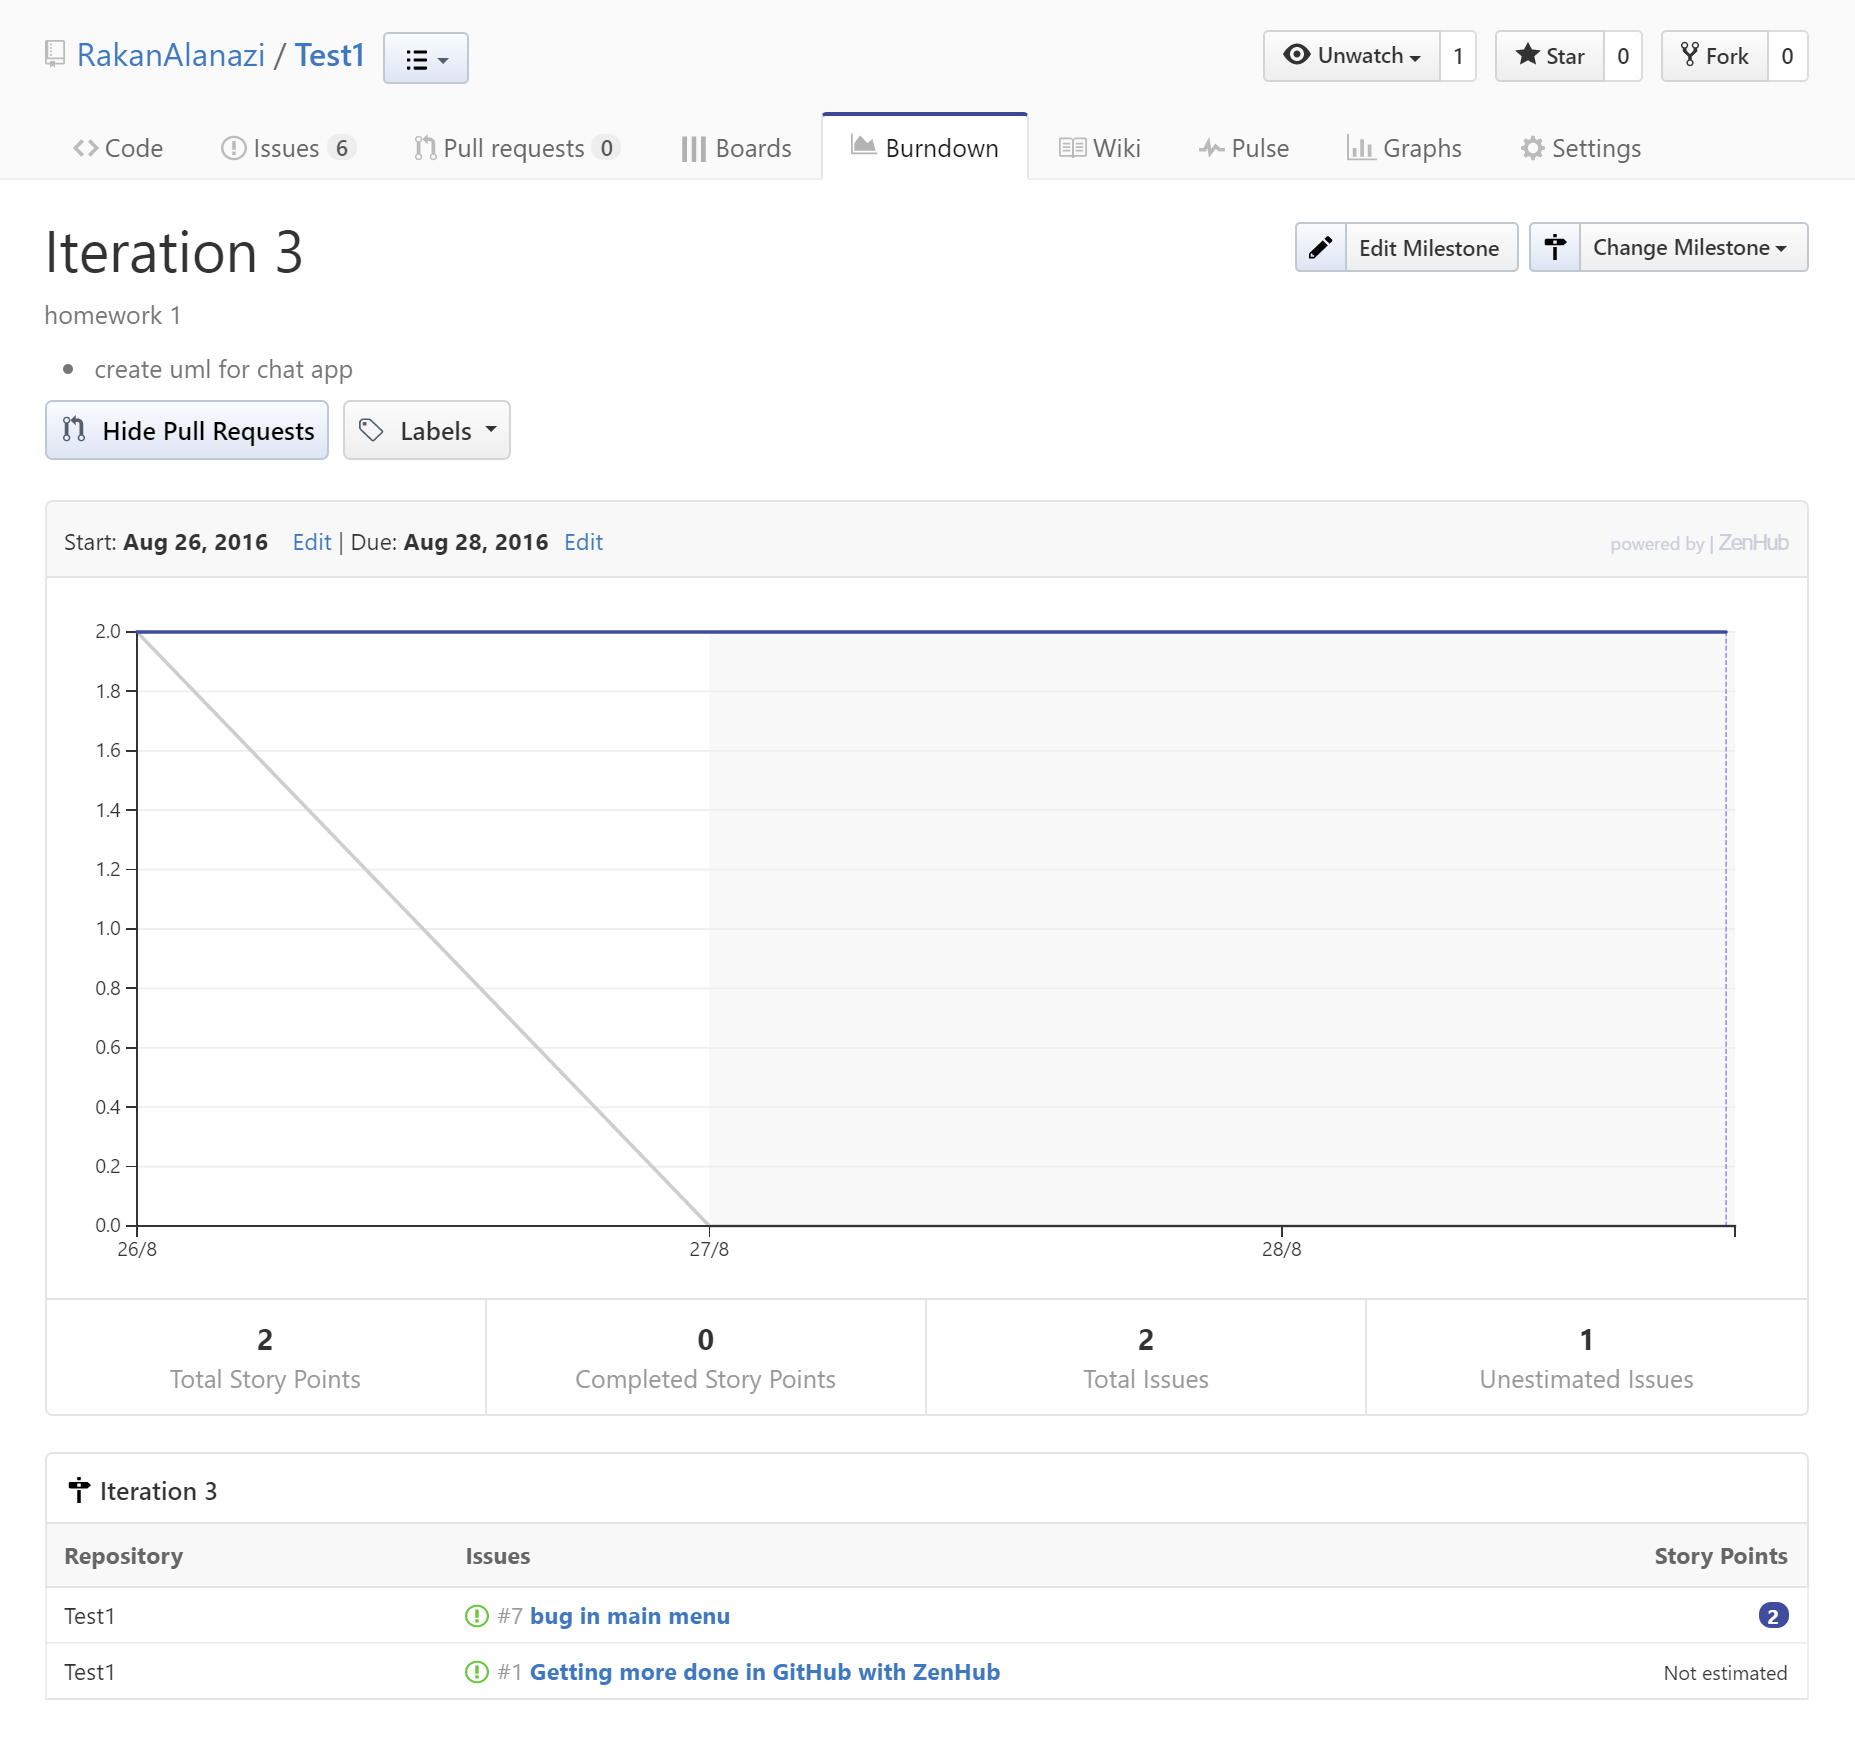 RakanAlanazi / Test1
Unwatch 1 Star 0 Fork 0
Code Issues 6 Pull requests 0 Boards Burndown Wiki Pulse Graphs Settings
Iteration 3
Edit Milestone Change Milestone
homework 1
• create uml for chat app
Hide Pull Requests Labels
Start: Aug 26, 2016 Edit | Due: Aug 28, 2016 Edit powered by | ZenHub
2.0
1.8
1.6
1.4
1.2
1.0
0.8
0.6
0.4
0.2
0.0
26/8 27/8 28/8
2 0 2 1
Total Story Points Completed Story Points Total Issues Unestimated Issues
Iteration 3
Repository Issues Story Points
Test1 #7 bug in main menu 2
Test1 #1 Getting more done in GitHub with ZenHub Not estimated